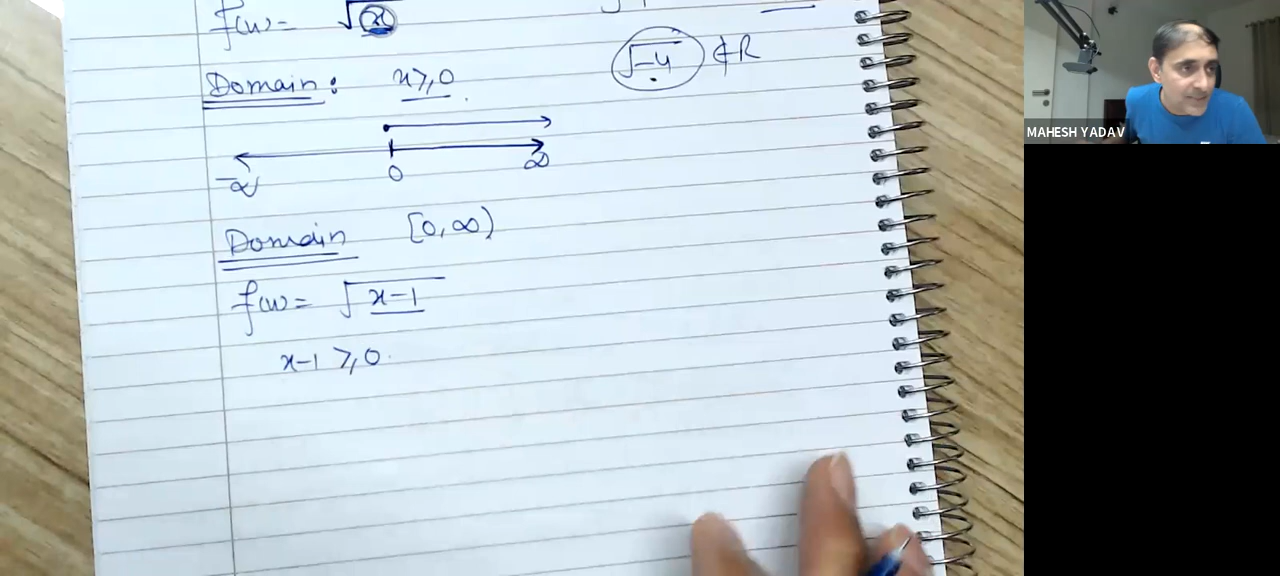 f(x) = √x
√-4 ∉ R
Domain: x ≥ 0
-∞ 0 ∞
Domain [0, ∞)
f(x) = √x-1
x-1 ≥ 0
MAHESH YADAV